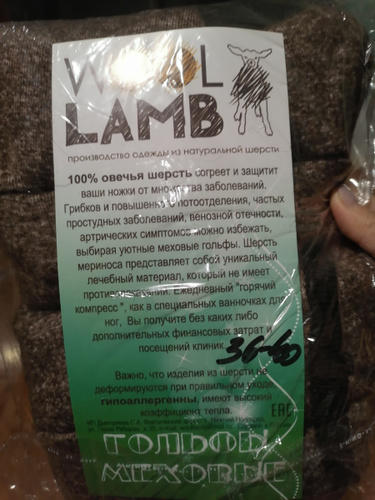 WOOL
LAMB
производство одежды из натуральной шерсти
100% овечья шерсть согреет и защитит
ваши ножки от множества заболеваний.
Грибков и повышенно потоотделения, частых
простудных заболеваний, венозной отечности,
артрических симптомов можно избежать,
выбирая уютные меховые гольфы. Шерсть
мериноса представляет собой уникальный
лечебный материал, который не имеет
противопоказаний. Ежедневный "горячий
компресс", как в специальных ванночках для
ног, Вы получите без каких либо
дополнительных финансовых затрат и
посещений клиник
36-40
Важно, что изделия из шерсти не
деформируются при правильном уходе,
гипоаллергенны, имеют высокий
коэффициент тепла.
EAC
ГОЛЬФЫ
МЕХОВЫЕ